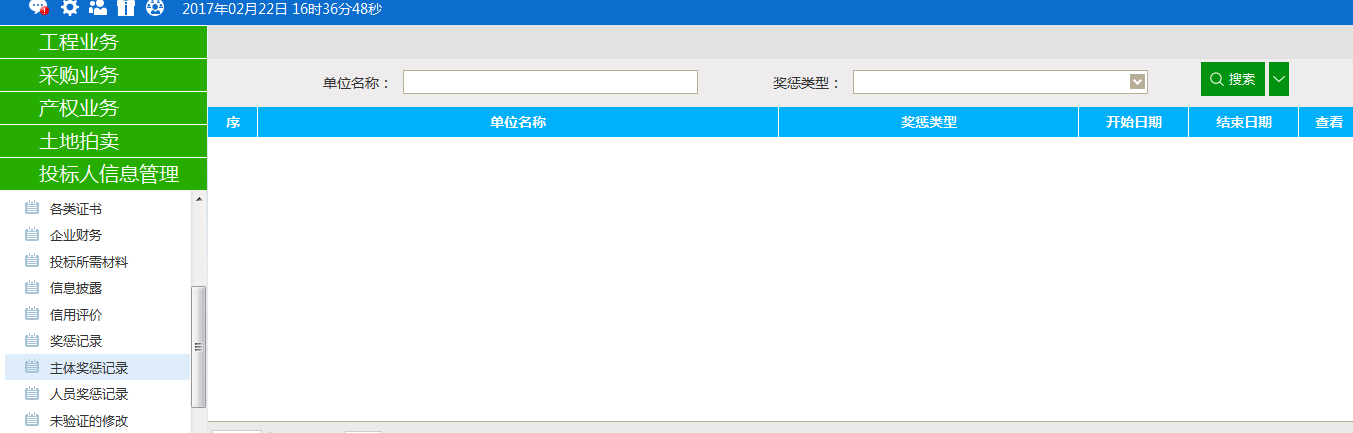 2017年02月22日 16时36分48秒
工程业务
采购业务
产权业务
土地拍卖
投标人信息管理
各类证书
企业财务
投标所需材料
信息披露
信用评价
奖惩记录
主体奖惩记录
人员奖惩记录
未验证的修改
单位名称： 奖惩类型： 搜索
序 单位名称 奖惩类型 开始日期 结束日期 查看